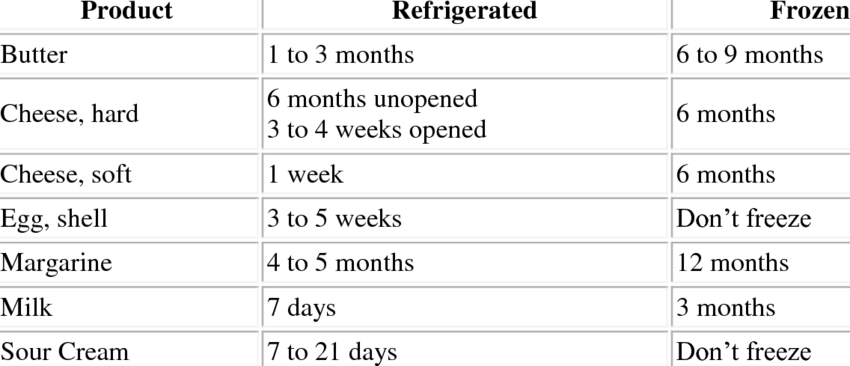 Product Refrigerated Frozen
Butter 1 to 3 months 6 to 9 months
Cheese, hard 6 months unopened 6 months
3 to 4 weeks opened
Cheese, soft 1 week 6 months
Egg, shell 3 to 5 weeks Don’t freeze
Margarine 4 to 5 months 12 months
Milk 7 days 3 months
Sour Cream 7 to 21 days Don’t freeze